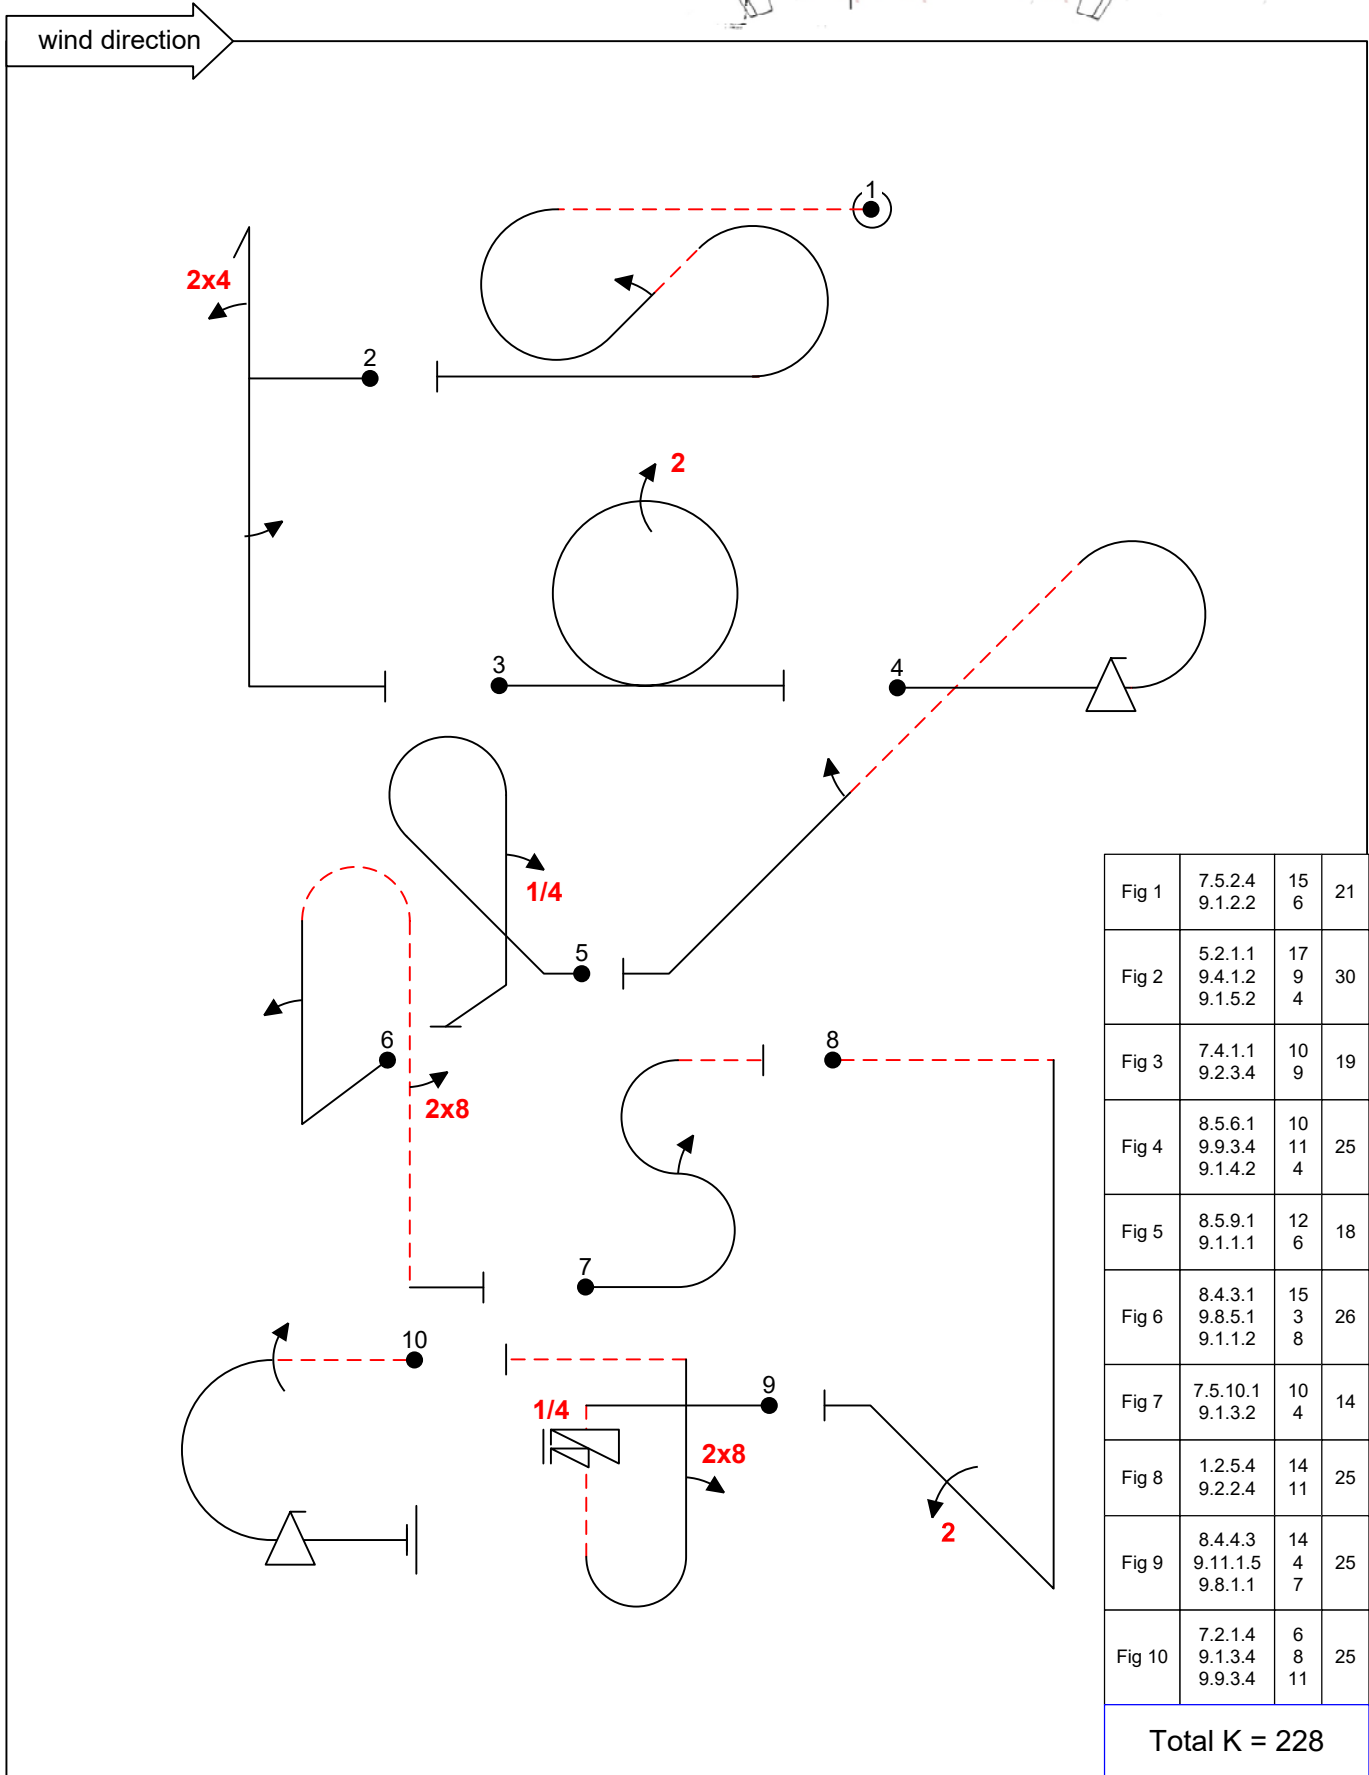 wind direction
1
2x4
2
2
3
4
1/4
5
6
8
2x8
7
10
9
1/4
2x8
2
Fig 1 7.5.2.4 15 21
9.1.2.2 6
Fig 2 5.2.1.1 17 30
9.4.1.2 9
9.1.5.2 4
Fig 3 7.4.1.1 10 19
9.2.3.4 9
Fig 4 8.5.6.1 10 25
9.9.3.4 11
9.1.4.2 4
Fig 5 8.5.9.1 12 18
9.1.1.1 6
Fig 6 8.4.3.1 15 26
9.8.5.1 3
9.1.1.2 8
Fig 7 7.5.10.1 10 14
9.1.3.2 4
Fig 8 1.2.5.4 14 25
9.2.2.4 11
Fig 9 8.4.4.3 14 25
9.11.1.5 4
9.8.1.1 7
Fig 10 7.2.1.4 6 25
9.1.3.4 8
9.9.3.4 11
Total K = 228